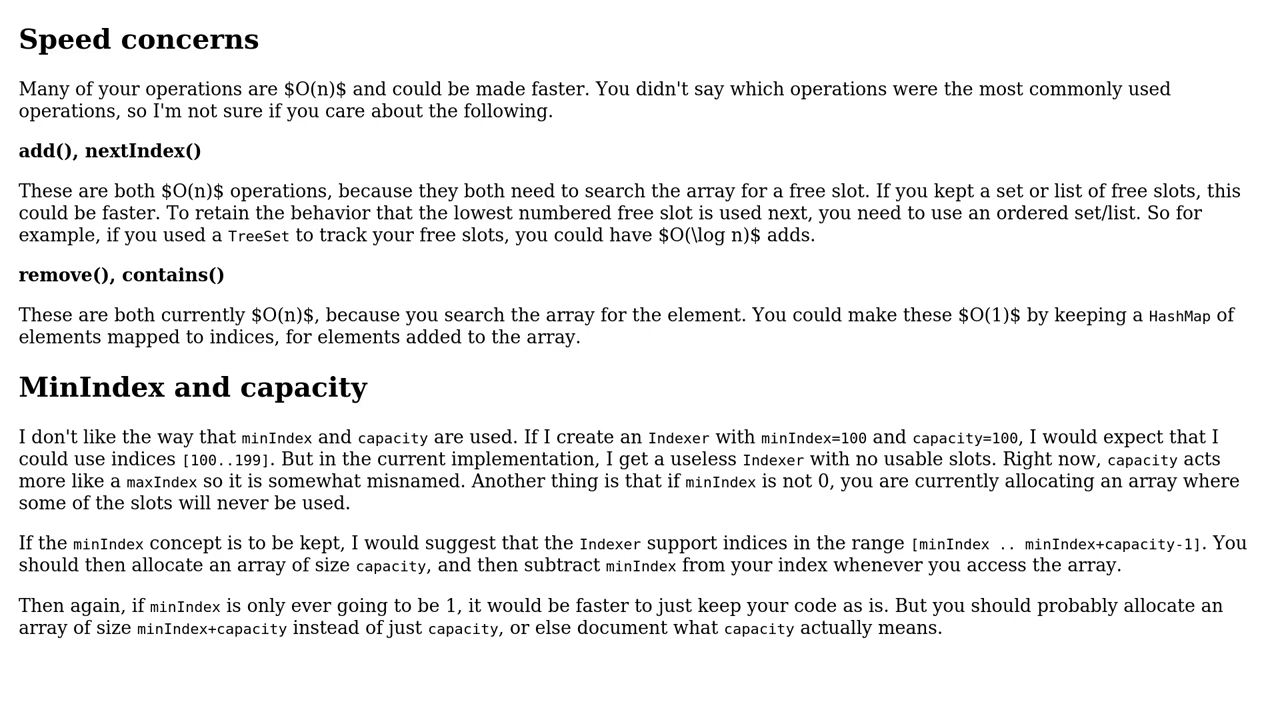 Speed concerns
Many of your operations are $O(n)$ and could be made faster. You didn't say which operations were the most commonly used
operations, so I'm not sure if you care about the following.
add(), nextIndex()
These are both $O(n)$ operations, because they both need to search the array for a free slot. If you kept a set or list of free slots, this
could be faster. To retain the behavior that the lowest numbered free slot is used next, you need to use an ordered set/list. So for
example, if you used a TreeSet to track your free slots, you could have $O(\log n)$ adds.
remove(), contains()
These are both currently $O(n)$, because you search the array for the element. You could make these $O(1)$ by keeping a HashMap of
elements mapped to indices, for elements added to the array.
MinIndex and capacity
I don't like the way that minIndex and capacity are used. If I create an Indexer with minIndex=100 and capacity=100, I would expect that I
could use indices [100..199]. But in the current implementation, I get a useless Indexer with no usable slots. Right now, capacity acts
more like a maxIndex so it is somewhat misnamed. Another thing is that if minIndex is not 0, you are currently allocating an array where
some of the slots will never be used.
If the minIndex concept is to be kept, I would suggest that the Indexer support indices in the range [minIndex .. minIndex+capacity-1]. You
should then allocate an array of size capacity, and then subtract minIndex from your index whenever you access the array.
Then again, if minIndex is only ever going to be 1, it would be faster to just keep your code as is. But you should probably allocate an
array of size minIndex+capacity instead of just capacity, or else document what capacity actually means.